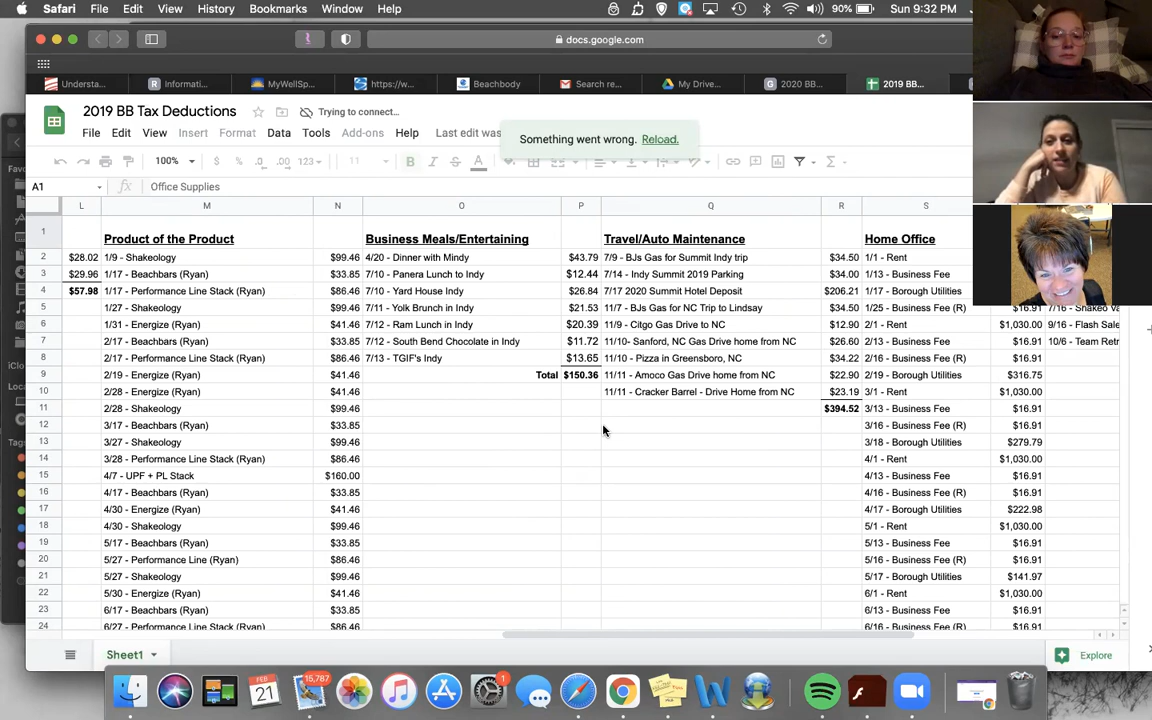 Safari File Edit View History Bookmarks Window Help 90% Sun 9:32 PM
docs.google.com
Understa... Informati... MyWellSp... https://w... Beachbody Search re... My Drive... 2020 BB... 2019 BB...
2019 BB Tax Deductions Trying to connect…
File Edit View Insert Format Data Tools Add-ons Help Last edit was
Something went wrong. Reload.
100% $ % .0 .00 123 11 B I S A
A1 fx Office Supplies
L M N O P Q R S
1 Product of the Product Business Meals/Entertaining Travel/Auto Maintenance Home Office
2 $28.02 1/9 - Shakeology $99.46 4/20 - Dinner with Mindy $43.79 7/9 - BJs Gas for Summit Indy trip $34.50 1/1 - Rent
3 $29.96 1/17 - Beachbars (Ryan) $33.85 7/10 - Panera Lunch to Indy $12.44 7/14 - Indy Summit 2019 Parking $34.00 1/13 - Business Fee
4 $57.98 1/17 - Performance Line Stack (Ryan) $86.46 7/10 - Yard House Indy $26.84 7/17 2020 Summit Hotel Deposit $206.21 1/17 - Borough Utilities
5 1/27 - Shakeology $99.46 7/11 - Yolk Brunch in Indy $21.53 11/7 - BJs Gas for NC Trip to Lindsay $34.50 1/25 - Business Fee (R) $16.91
6 1/31 - Energize (Ryan) $41.46 7/12 - Ram Lunch in Indy $20.39 11/9 - Citgo Gas Drive to NC $12.90 2/1 - Rent $1,030.00 9/16 - Flash Sale
7 2/17 - Beachbars (Ryan) $33.85 7/12 - South Bend Chocolate in Indy $11.72 11/10- Sanford, NC Gas Drive home from NC $26.60 2/13 - Business Fee $16.91 10/6 - Team Retr
8 2/17 - Performance Line Stack (Ryan) $86.46 7/13 - TGIF's Indy $13.65 11/10 - Pizza in Greensboro, NC $34.22 2/16 - Business Fee (R) $16.91
9 2/19 - Energize (Ryan) $41.46 Total $150.36 11/11 - Amoco Gas Drive home from NC $22.90 2/19 - Borough Utilities $316.75
10 2/28 - Energize (Ryan) $41.46 11/11 - Cracker Barrel - Drive Home from NC $23.19 3/1 - Rent $1,030.00
11 2/28 - Shakeology $99.46 $394.52 3/13 - Business Fee $16.91
12 3/17 - Beachbars (Ryan) $33.85 3/16 - Business Fee $16.91
13 3/27 - Shakeology $99.46 3/18 - Borough Utilities $279.79
14 3/28 - Performance Line Stack (Ryan) $86.46 4/1 - Rent $1,030.00
15 4/7 - UPF + PL Stack $160.00 4/13 - Business Fee $16.91
16 4/17 - Beachbars (Ryan) $33.85 4/16 - Business Fee (R) $16.91
17 4/30 - Energize (Ryan) $41.46 4/17 - Borough Utilities $222.98
18 4/30 - Shakeology $99.46 5/1 - Rent $1,030.00
19 5/17 - Beachbars (Ryan) $33.85 5/13 - Business Fee $16.91
20 5/27 - Performance Line (Ryan) $86.46 5/16 - Business Fee (R) $16.91
21 5/27 - Shakeology $99.46 5/17 - Borough Utilities $141.97
22 5/30 - Energize (Ryan) $41.46 6/1 - Rent $1,030.00
23 6/17 - Beachbars (Ryan) $33.85 6/13 - Business Fee $16.91
24 6/27 - Performance Line Stack (Ryan) $86.46 6/16 - Business Fee (R) $16.91
Sheet1 Explore
FEB 21 15,787 1